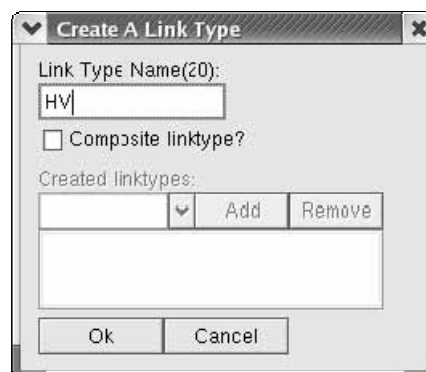 Create A Link Type
Link Type Name(20):
HV
Composite linktype?
Created linktypes:
Add Remove
Ok Cancel